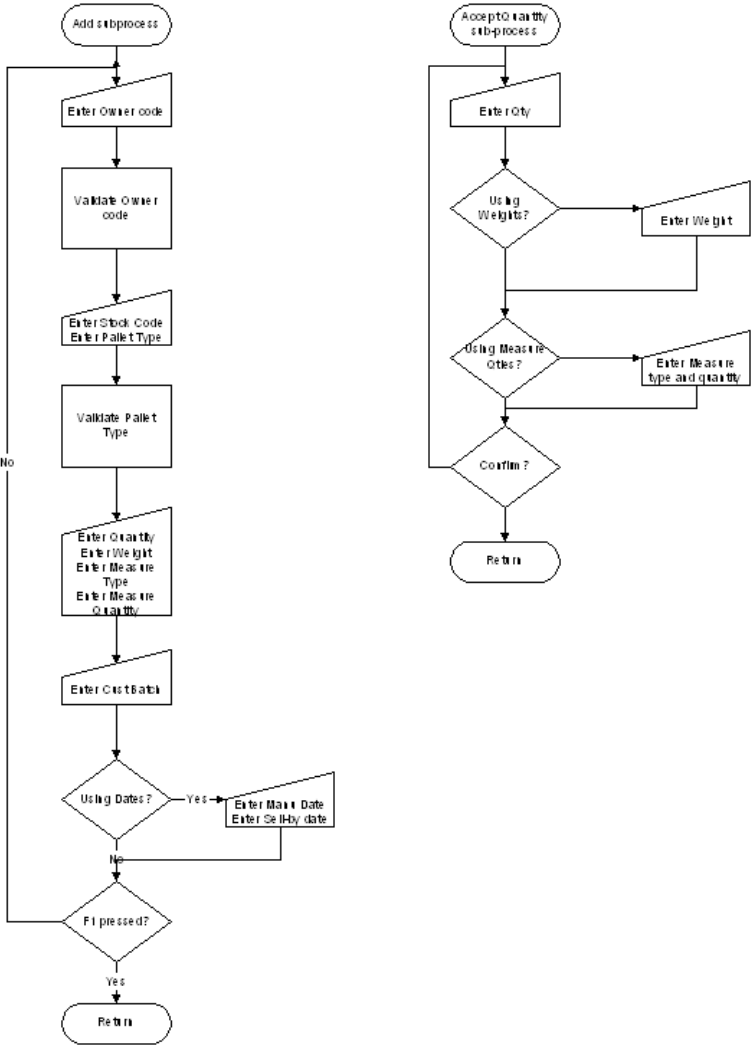 Add subprocess
Enter Owner code
Validate Owner
code
Enter Stock Code
Enter Pallet Type
Validate Pallet
Type
No
Enter Quantity
Enter Weight
Enter Measure
Type
Enter Measure
Quantity
Enter Cust Batch
Using Dates?
Yes
Enter Manu Date
Enter Sell-by date
No
F1 pressed?
Yes
Return
Accept Quantity
sub-process
Enter Qty
Using
Weights?
Enter Weight
Using Measure
Qties?
Enter Measure
type and quantity
Confirm?
Return